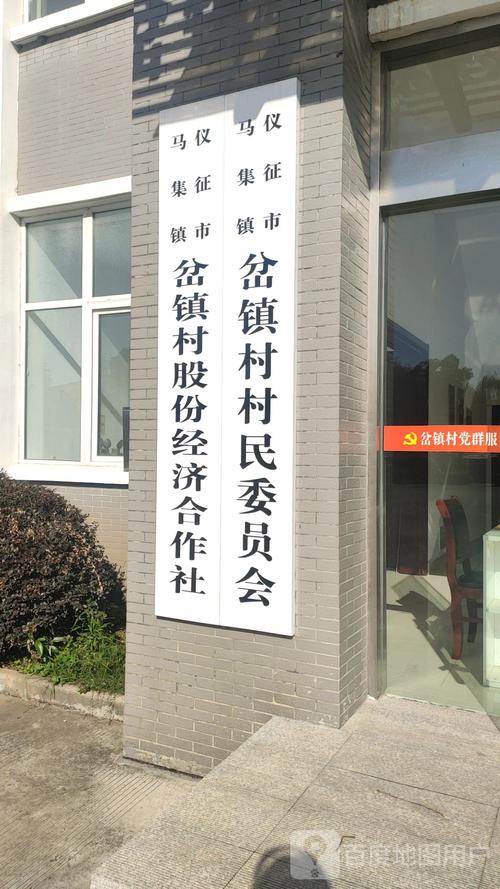 仪征市
马集镇
岔镇村村民委员会
仪征市
马集镇
岔镇村股份经济合作社
岔镇村党群服
百度地图用户